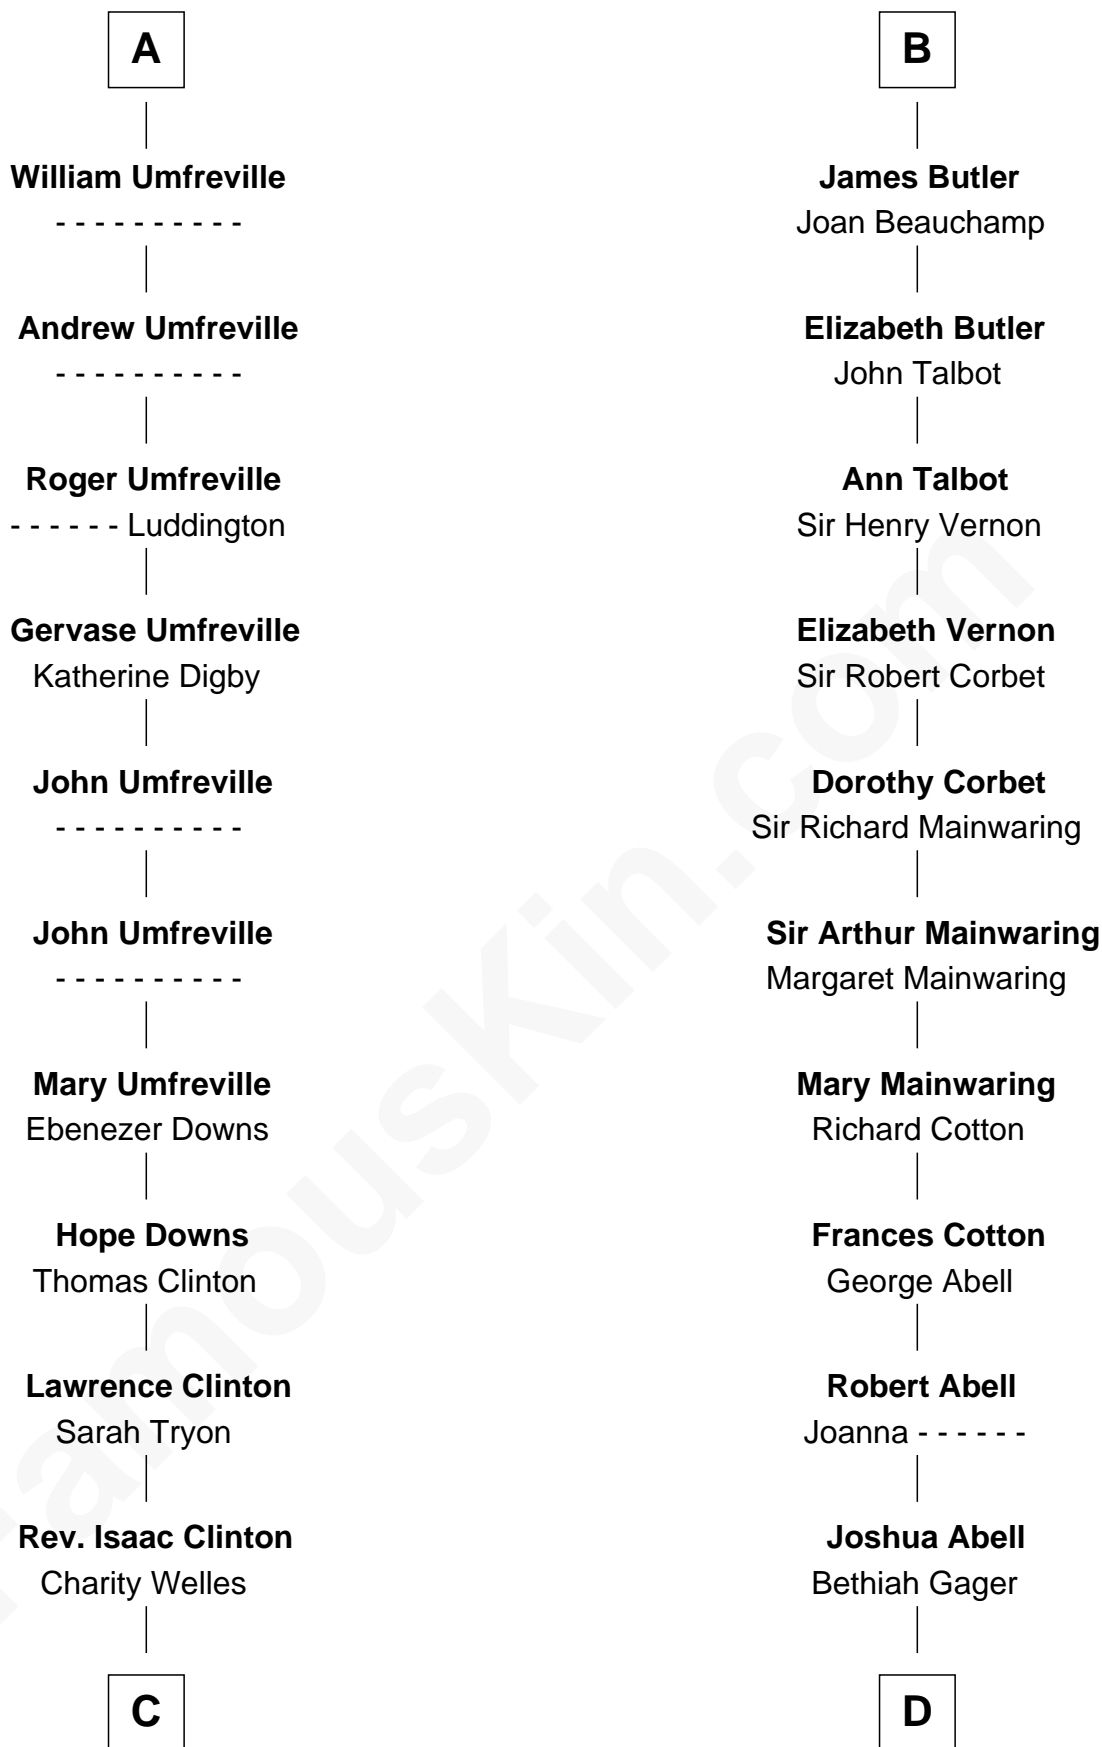 A
William Umfreville
- - - - - - - - - -
Andrew Umfreville
- - - - - - - - - -
Roger Umfreville
- - - - - - Luddington
Gervase Umfreville
Katherine Digby
John Umfreville
- - - - - - - - - -
John Umfreville
- - - - - - - - - -
Mary Umfreville
Ebenezer Downs
Hope Downs
Thomas Clinton
Lawrence Clinton
Sarah Tryon
Rev. Isaac Clinton
Charity Welles
C
B
James Butler
Joan Beauchamp
Elizabeth Butler
John Talbot
Ann Talbot
Sir Henry Vernon
Elizabeth Vernon
Sir Robert Corbet
Dorothy Corbet
Sir Richard Mainwaring
Sir Arthur Mainwaring
Margaret Mainwaring
Mary Mainwaring
Richard Cotton
Frances Cotton
George Abell
Robert Abell
Joanna - - - - - -
Joshua Abell
Bethiah Gager
D
FamousKin.com